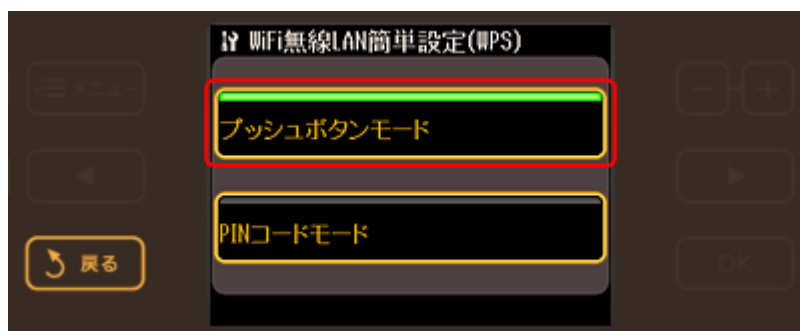 WiFi無線LAN簡単設定(WPS)
メニュー
プッシュボタンモード
PINコードモード
戻る
OK